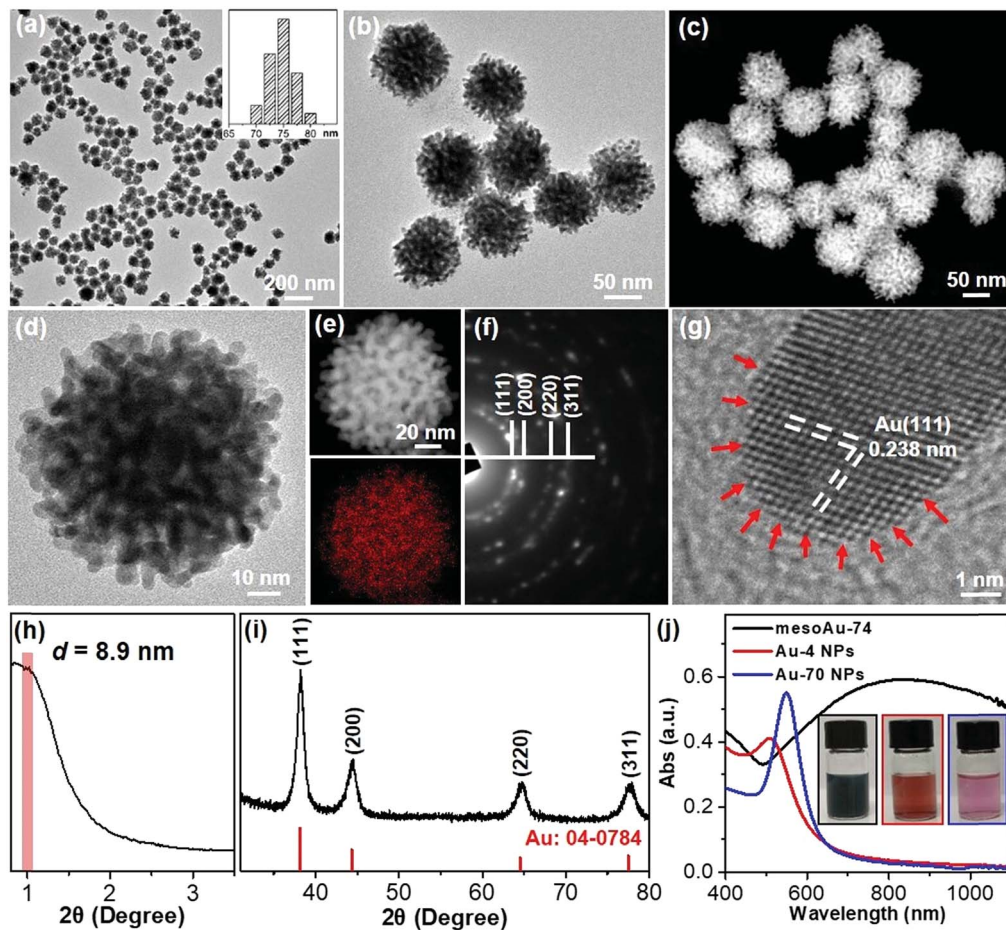 (a)
65 70 75 80 nm
200 nm
(b)
50 nm
(c)
50 nm
(d)
10 nm
(e)
20 nm
(f)
(111)
(200)
(220)
(311)
(g)
Au(111)
0.238 nm
1 nm
(h)
d = 8.9 nm
1 2 3
2θ (Degree)
(i)
(111)
(200)
(220)
(311)
Au: 04-0784
40 50 60 70 80
2θ (Degree)
(j)
mesoAu-74
Au-4 NPs
Au-70 NPs
Abs (a.u.)
0.6
0.4
0.2
0.0
400 600 800 1000
Wavelength (nm)